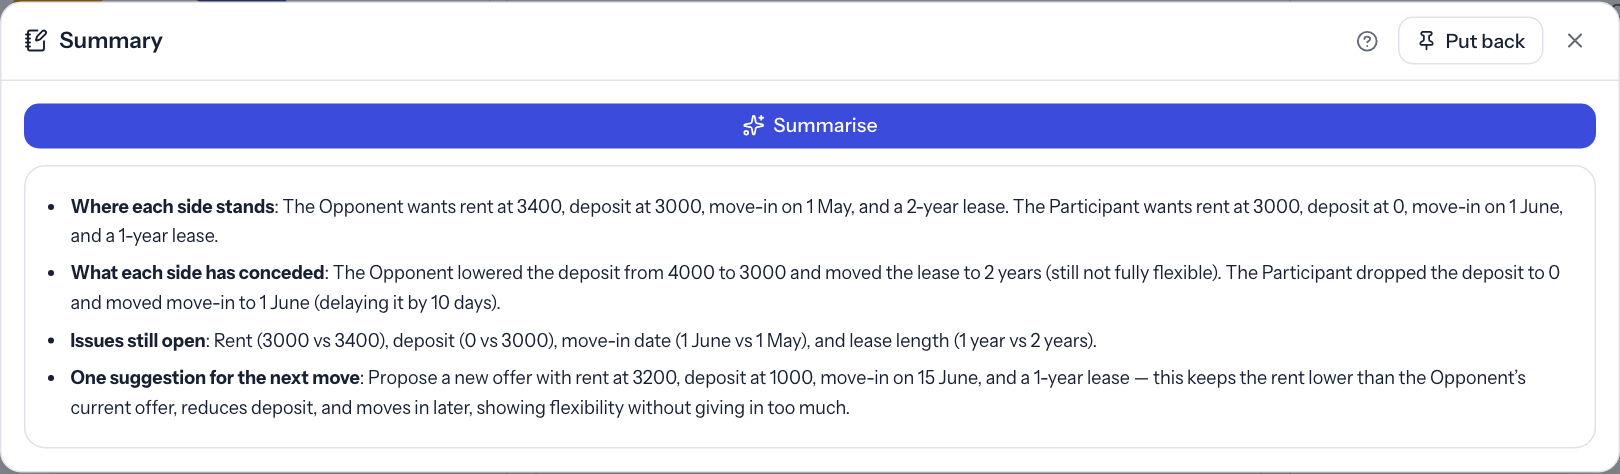 Summary
Put back
Summarise
• Where each side stands: The Opponent wants rent at 3400, deposit at 3000, move-in on 1 May, and a 2-year lease. The Participant wants rent at 3000, deposit at 0, move-in on 1 June,
and a 1-year lease.
• What each side has conceded: The Opponent lowered the deposit from 4000 to 3000 and moved the lease to 2 years (still not fully flexible). The Participant dropped the deposit to 0
and moved move-in to 1 June (delaying it by 10 days).
• Issues still open: Rent (3000 vs 3400), deposit (0 vs 3000), move-in date (1 June vs 1 May), and lease length (1 year vs 2 years).
• One suggestion for the next move: Propose a new offer with rent at 3200, deposit at 1000, move-in on 15 June, and a 1-year lease — this keeps the rent lower than the Opponent’s
current offer, reduces deposit, and moves in later, showing flexibility without giving in too much.